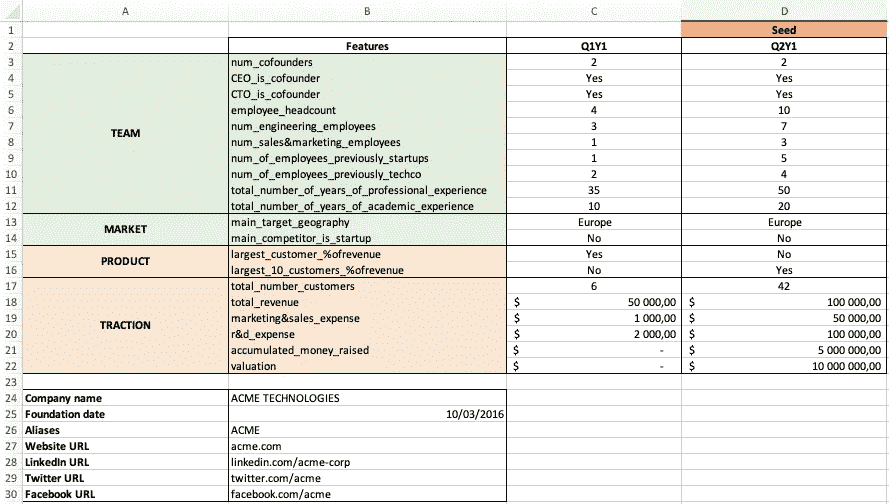 A B C D
1 Seed
2 Features Q1Y1 Q2Y1
3 num_cofounders 2 2
4 CEO_is_cofounder Yes Yes
5 CTO_is_cofounder Yes Yes
6 employee_headcount 4 10
7 TEAM num_engineering_employees 3 7
8 num_sales&marketing_employees 1 3
9 num_of_employees_previously_startups 1 5
10 num_of_employees_previously_techco 2 4
11 total_number_of_years_of_professional_experience 35 50
12 total_number_of_years_of_academic_experience 10 20
13 MARKET main_target_geography Europe Europe
14 main_competitor_is_startup No No
15 PRODUCT largest_customer_%ofrevenue Yes No
16 largest_10_customers_%ofrevenue No Yes
17 total_number_customers 6 42
18 total_revenue $ 50 000,00 $ 100 000,00
19 TRACTION marketing&sales_expense $ 1 000,00 $ 50 000,00
20 r&d_expense $ 2 000,00 $ 100 000,00
21 accumulated_money_raised $ - $ 5 000 000,00
22 valuation $ - $ 10 000 000,00
23
24 Company name ACME TECHNOLOGIES
25 Foundation date 10/03/2016
26 Aliases ACME
27 Website URL acme.com
28 LinkedIn URL linkedin.com/acme-corp
29 Twitter URL twitter.com/acme
30 Facebook URL facebook.com/acme